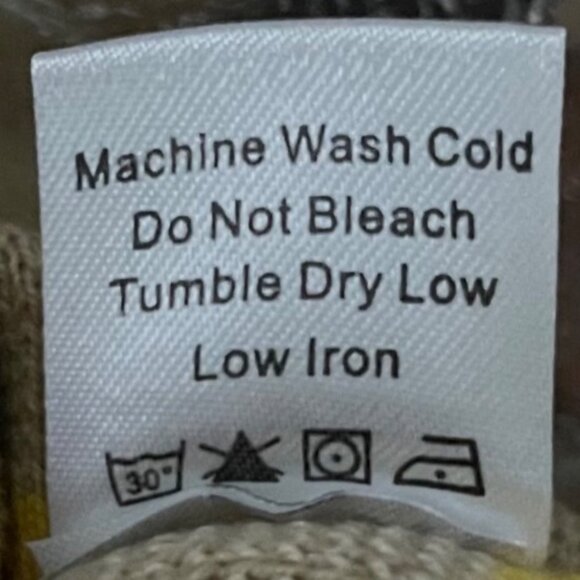 Machine Wash Cold
Do Not Bleach
Tumble Dry Low
Low Iron
30°